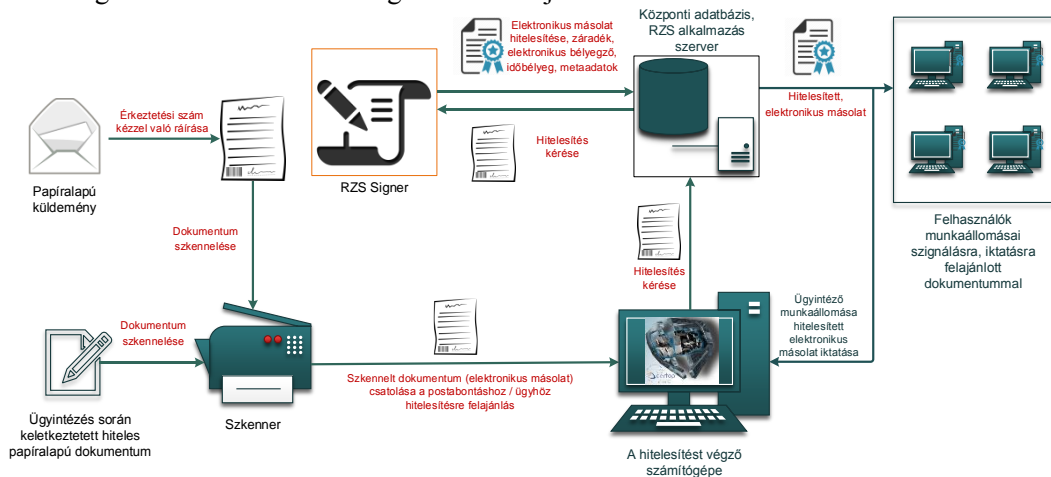 Elektronikus másolat
hitelesítése, záradék,
elektronikus bélyegző,
időbélyeg, metaadatok
Központi adatbázis,
RZS alkalmazás
szerver
Érkeztetési szám
kézzel való ráírása
Hitelesített,
elektronikus másolat
Hitelesítés
kérése
RZS Signer
Papíralapú
küldemény
Dokumentum
szkennelése
Hitelesítés
kérése
Felhasználók
munkaállomásai
szignálásra, iktatásra
felajánlott
dokumentummal
Ügyintéző
munkaállomása
hitelesített
elektronikus
másolat iktatása
Dokumentum
szkennelése
Szkennelt dokumentum (elektronikus másolat)
csatolása a postabontáshoz / ügyhöz
hitelesítésre felajánlás
Szkenner
Ügyintézés során
keletkeztetett hiteles
papíralapú dokumentum
A hitelesítést végző
számítógépe